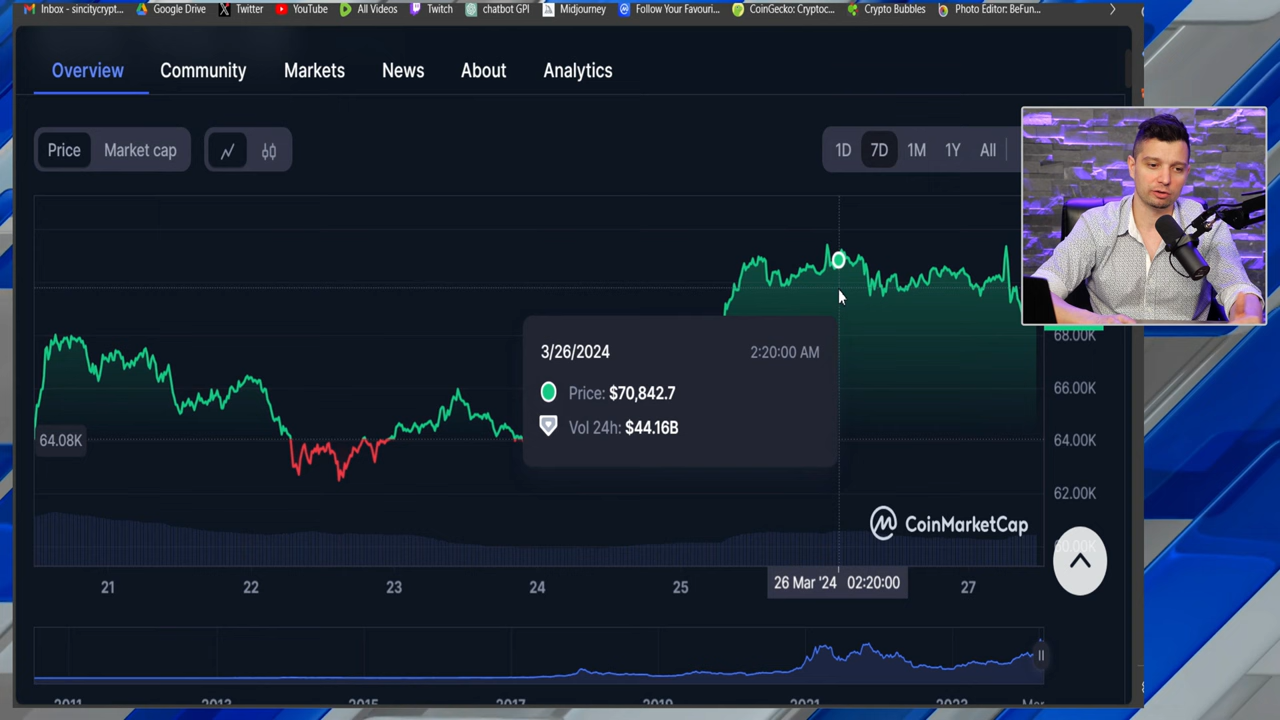 Inbox - sincitycrypt... Google Drive Twitter YouTube All Videos Twitch chatbot GPI Midjourney Follow Your Favouri... CoinGecko: Cryptoc... Crypto Bubbles Photo Editor: BeFun...
Overview Community Markets News About Analytics
Price Market cap 1D 7D 1M 1Y All
3/26/2024 2:20:00 AM
Price: $70,842.7
Vol 24h: $44.16B
68.00K
66.00K
64.08K
64.00K
62.00K
60.00K
CoinMarketCap
21 22 23 24 25 26 Mar '24 02:20:00 27
2011 2013 2015 2017 2019 2021 2023 Mar